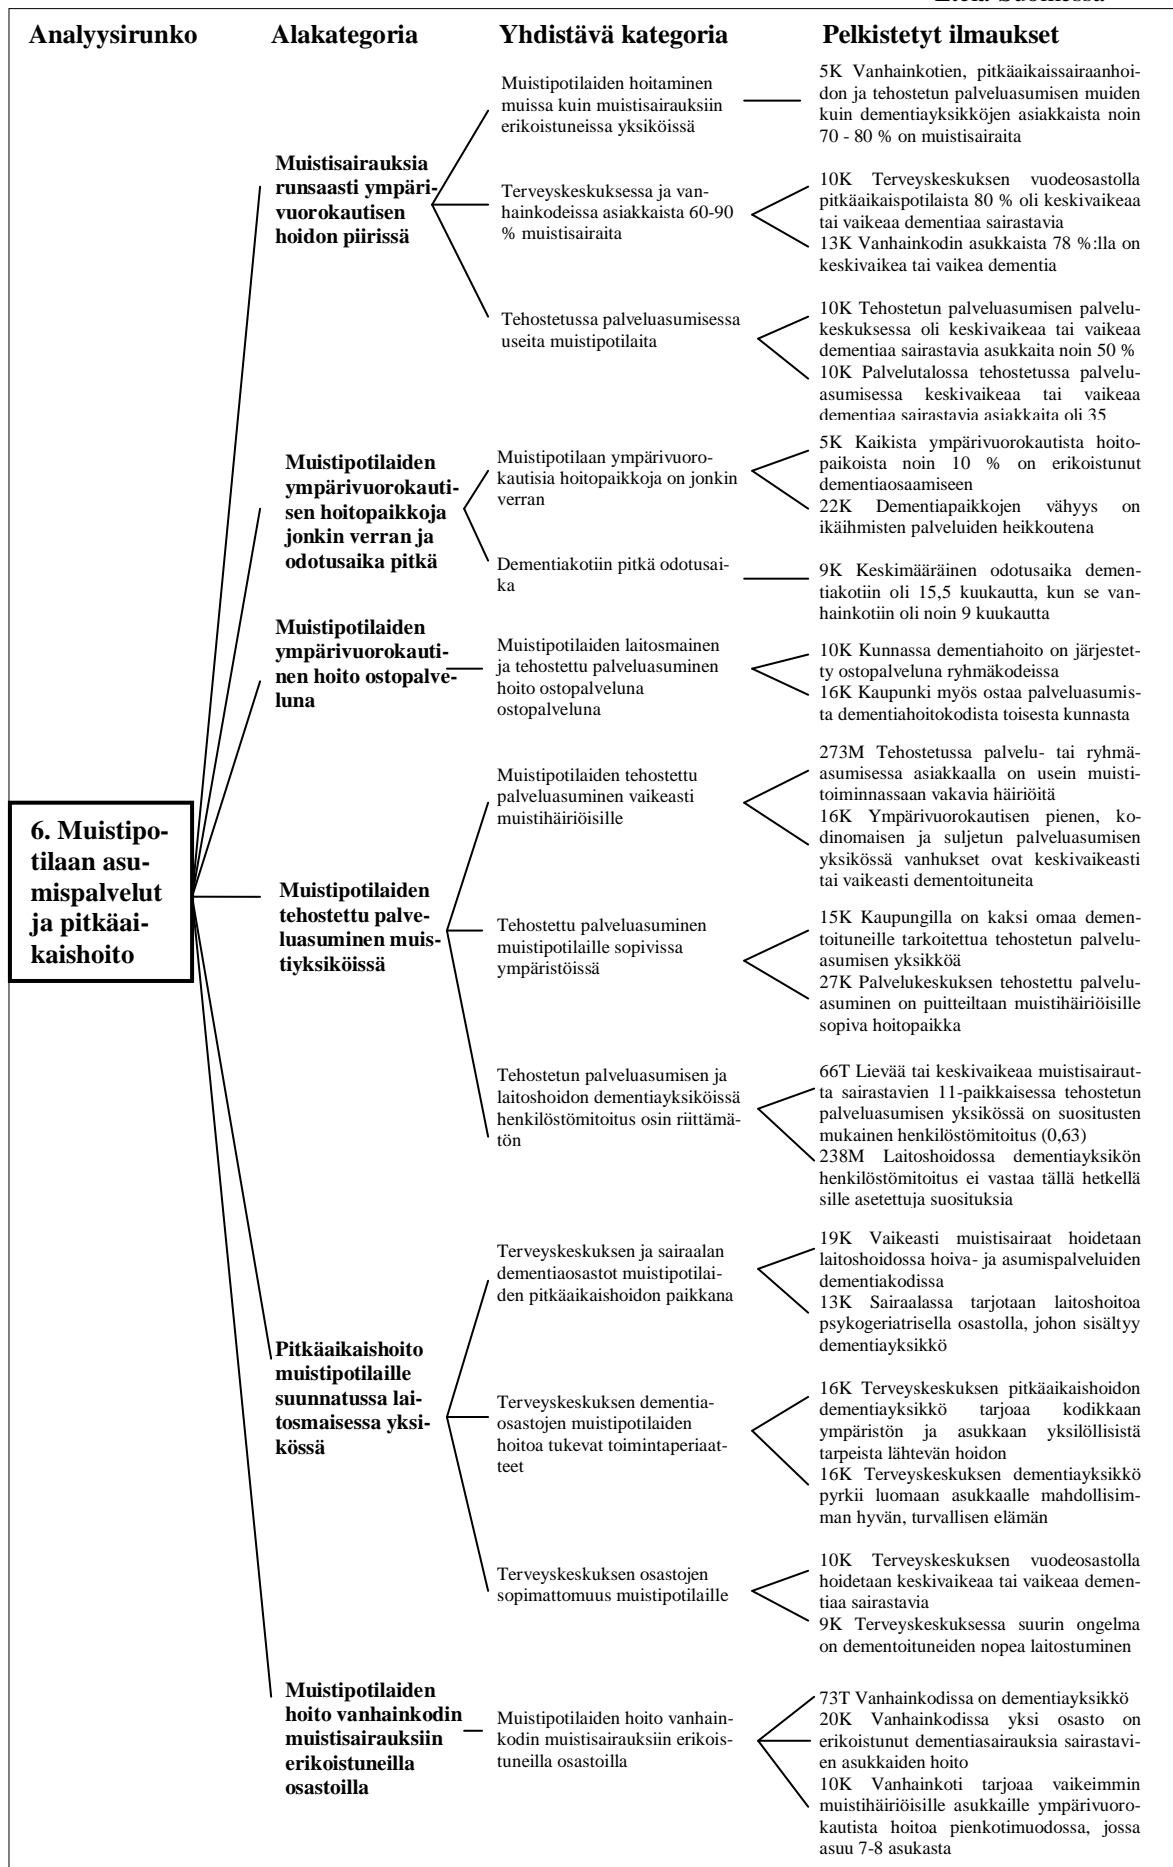 Etelä-Suomessa
Analyysirunko Alakategoria Yhdistävä kategoria Pelkistetyt ilmaukset
6. Muistipo-
tilaan asu-
mispalvelut
ja pitkäai-
kaishoito
Muistisairauksia
runsaasti ympäri-
vuorokautisen
hoidon piirissä
Muistipotilaiden hoitaminen
muissa kuin muistisairauksiin
erikoistuneissa yksiköissä
5K Vanhainkotien, pitkäaikaissairaanhoi-
don ja tehostetun palveluasumisen muiden
kuin dementiayksikköjen asiakkaista noin
70 - 80 % on muistisairaita
Terveyskeskuksessa ja van-
hainkodeissa asiakkaista 60-90
% muistisairaita
10K Terveyskeskuksen vuodeosastolla
pitkäaikaispotilaista 80 % oli keskivaikeaa
tai vaikeaa dementiaa sairastavia
13K Vanhainkodin asukkaista 78 %:lla on
keskivaikea tai vaikea dementia
Tehostetussa palveluasumisessa
useita muistipotilaita
10K Tehostetun palveluasumisen palvelu-
keskuksessa oli keskivaikeaa tai vaikeaa
dementiaa sairastavia asukkaita noin 50 %
10K Palvelutalossa tehostetussa palvelu-
asumisessa keskivaikeaa tai vaikeaa
dementiaa sairastavia asiakkaita oli 35
Muistipotilaiden
ympärivuorokauti-
sen hoitopaikkoja
jonkin verran ja
odotusaika pitkä
Muistipotilaan ympärivuoro-
kautisia hoitopaikkoja on jonkin
verran
5K Kaikista ympärivuorokautista hoito-
paikoista noin 10 % on erikoistunut
dementiaosaamiseen
22K Dementiapaikkojen vähyys on
ikäihmisten palveluiden heikkoutena
Dementiakotiin pitkä odotusai-
ka
9K Keskimääräinen odotusaika demen-
tiakotiin oli 15,5 kuukautta, kun se van-
hainkotiin oli noin 9 kuukautta
Muistipotilaiden
ympärivuorokauti-
nen hoito ostopalve-
luna
Muistipotilaiden laitosmainen
ja tehostettu palveluasuminen
hoito ostopalveluna
ostopalveluna
10K Kunnassa dementiahoito on järjestet-
ty ostopalveluna ryhmäkodeissa
16K Kaupunki myös ostaa palveluasumis-
ta dementiahoitokodista toisesta kunnasta
Muistipotilaiden
tehostettu palve-
luasuminen muis-
tiyksiköissä
Muistipotilaiden tehostettu
palveluasuminen vaikeasti
muistihäiriöisille
273M Tehostetussa palvelu- tai ryhmä-
asumisessa asiakkaalla on usein muisti-
toiminnassaan vakavia häiriöitä
16K Ympärivuorokautisen pienen, ko-
dinomaisen ja suljetun palveluasumisen
yksikössä vanhukset ovat keskivaikeasti
tai vaikeasti dementoituneita
Tehostettu palveluasuminen
muistipotilaille sopivissa
ympäristöissä
15K Kaupungilla on kaksi omaa demen-
toituneille tarkoitettua tehostetun palvelu-
asumisen yksikköä
27K Palvelukeskuksen tehostettu palvelu-
asuminen on puitteiltaan muistihäiriöisille
sopiva hoitopaikka
Tehostetun palveluasumisen ja
laitoshoidon dementiayksiköissä
henkilöstömitoitus osin riittämä-
tön
66T Lievää tai keskivaikeaa muistisairaut-
ta sairastavien 11-paikkaisessa tehostetun
palveluasumisen yksikössä on suositusten
mukainen henkilöstömitoitus (0,63)
238M Laitoshoidossa dementiayksikön
henkilöstömitoitus ei vastaa tällä hetkellä
sille asetettuja suosituksia
Pitkäaikaishoito
muistipotilaille
suunnatussa lai-
tosmaisessa yksi-
kössä
Terveyskeskuksen ja sairaalan
dementiaosastot muistipotilai-
den pitkäaikaishoidon paikkana
19K Vaikeasti muistisairaat hoidetaan
laitoshoidossa hoiva- ja asumispalveluiden
dementiakodissa
13K Sairaalassa tarjotaan laitoshoitoa
psykogeriatrisella osastolla, johon sisältyy
dementiayksikkö
Terveyskeskuksen dementia-
osastojen muistipotilaiden
hoitoa tukevat toimintaperiaat-
teet
16K Terveyskeskuksen pitkäaikaishoidon
dementiayksikkö tarjoaa kodikkaan
ympäristön ja asukkaan yksilöllisistä
tarpeista lähtevän hoidon
16K Terveyskeskuksen dementiayksikkö
pyrkii luomaan asukkaalle mahdollisim-
man hyvän, turvallisen elämän
Terveyskeskuksen osastojen
sopimattomuus muistipotilaille
10K Terveyskeskuksen vuodeosastolla
hoidetaan keskivaikeaa tai vaikeaa demen-
tiaa sairastavia
9K Terveyskeskuksessa suurin ongelma
on dementoituneiden nopea laitostuminen
Muistipotilaiden
hoito vanhainkodin
muistisairauksiin
erikoistuneilla
osastoilla
Muistipotilaiden hoito vanhain-
kodin muistisairauksiin erikois-
tuneilla osastoilla
73T Vanhainkodissa on dementiayksikkö
20K Vanhainkodissa yksi osasto on
erikoistunut dementiasairauksia sairastavi-
en asukkaiden hoito
10K Vanhainkoti tarjoaa vaikeimmin
muistihäiriöisille asukkaille ympärivuoro-
kautista hoitoa pienkotimuodossa, jossa
asuu 7-8 asukasta